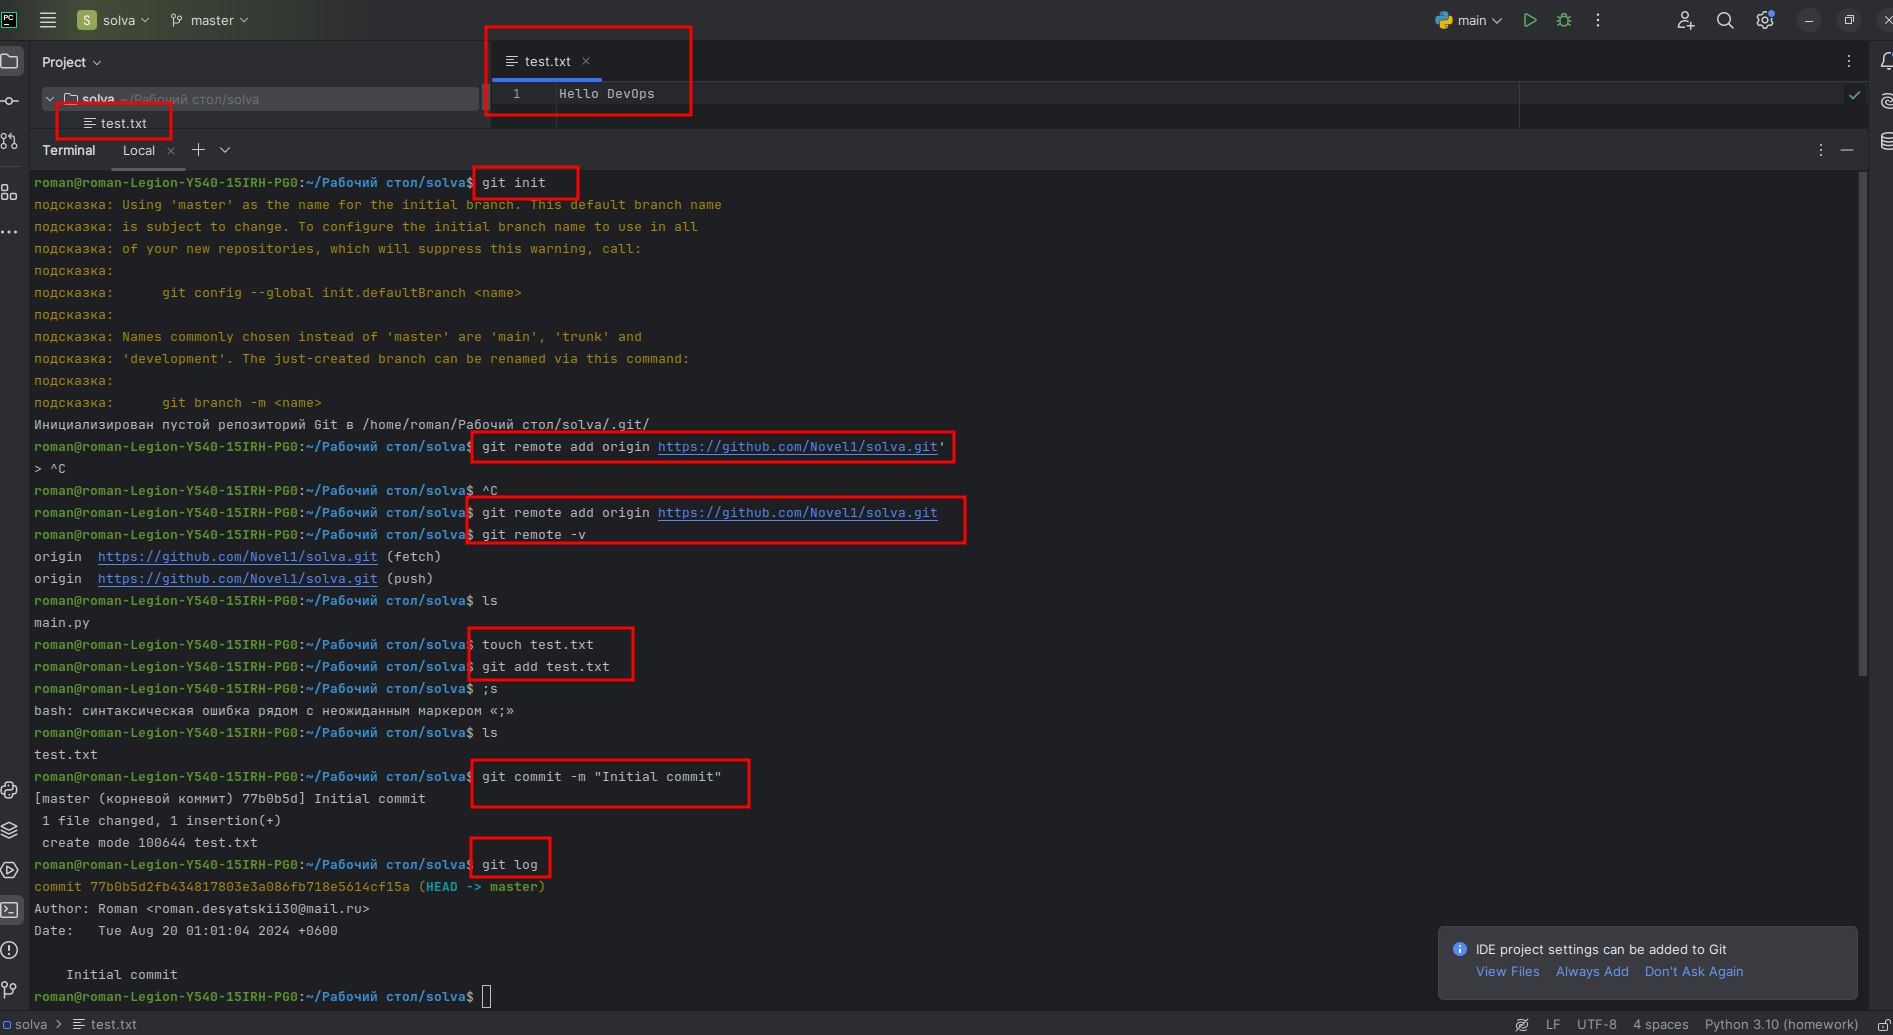 PC S solva master main
Project
test.txt
solva ~/Рабочий стол/solva
1 Hello DevOps
test.txt
Terminal Local
roman@roman-Legion-Y540-15IRH-PG0:~/Рабочий стол/solva$ git init
подсказка: Using 'master' as the name for the initial branch. This default branch name
подсказка: is subject to change. To configure the initial branch name to use in all
подсказка: of your new repositories, which will suppress this warning, call:
подсказка:
подсказка: git config --global init.defaultBranch <name>
подсказка:
подсказка: Names commonly chosen instead of 'master' are 'main', 'trunk' and
подсказка: 'development'. The just-created branch can be renamed via this command:
подсказка:
подсказка: git branch -m <name>
Инициализирован пустой репозиторий Git в /home/roman/Рабочий стол/solva/.git/
roman@roman-Legion-Y540-15IRH-PG0:~/Рабочий стол/solva$ git remote add origin https://github.com/Novel1/solva.git'
> ^C
roman@roman-Legion-Y540-15IRH-PG0:~/Рабочий стол/solva$ ^C
roman@roman-Legion-Y540-15IRH-PG0:~/Рабочий стол/solva$ git remote add origin https://github.com/Novel1/solva.git
roman@roman-Legion-Y540-15IRH-PG0:~/Рабочий стол/solva$ git remote -v
origin https://github.com/Novel1/solva.git (fetch)
origin https://github.com/Novel1/solva.git (push)
roman@roman-Legion-Y540-15IRH-PG0:~/Рабочий стол/solva$ ls
main.py
roman@roman-Legion-Y540-15IRH-PG0:~/Рабочий стол/solva$ touch test.txt
roman@roman-Legion-Y540-15IRH-PG0:~/Рабочий стол/solva$ git add test.txt
roman@roman-Legion-Y540-15IRH-PG0:~/Рабочий стол/solva$ ;s
bash: синтаксическая ошибка рядом с неожиданным маркером «;»
roman@roman-Legion-Y540-15IRH-PG0:~/Рабочий стол/solva$ ls
test.txt
roman@roman-Legion-Y540-15IRH-PG0:~/Рабочий стол/solva$ git commit -m "Initial commit"
[master (корневой коммит) 77b0b5d] Initial commit
1 file changed, 1 insertion(+)
create mode 100644 test.txt
roman@roman-Legion-Y540-15IRH-PG0:~/Рабочий стол/solva$ git log
commit 77b0b5d2fb434817803e3a086fb718e5614cf15a (HEAD -> master)
Author: Roman <roman.desyatskii30@mail.ru>
Date: Tue Aug 20 01:01:04 2024 +0600
Initial commit
roman@roman-Legion-Y540-15IRH-PG0:~/Рабочий стол/solva$
IDE project settings can be added to Git
View Files Always Add Don't Ask Again
solva > test.txt LF UTF-8 4 spaces Python 3.10 (homework)